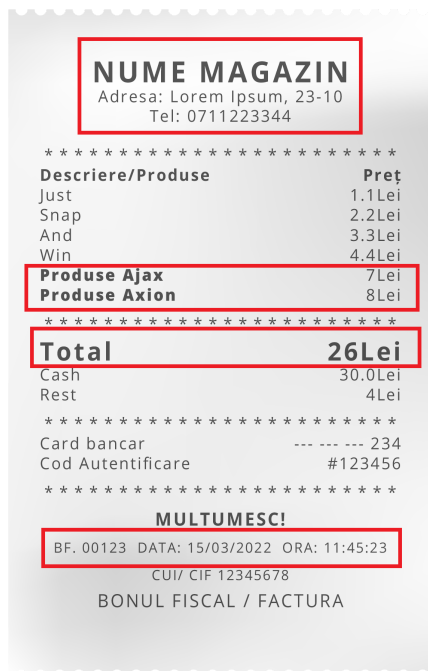 NUME MAGAZIN
Adresa: Lorem Ipsum, 23-10
Tel: 0711223344
* * * * * * * * * * * * * * * * * * * * * * * *
Descriere/Produse Preț
Just 1.1Lei
Snap 2.2Lei
And 3.3Lei
Win 4.4Lei
Produse Ajax 7Lei
Produse Axion 8Lei
* * * * * * * * * * * * * * * * * * * * * * * *
Total 26Lei
Cash 30.0Lei
Rest 4Lei
* * * * * * * * * * * * * * * * * * * * * * * *
Card bancar --- --- --- 234
Cod Autentificare #123456
* * * * * * * * * * * * * * * * * * * * * * * *
MULTUMESC!
BF. 00123 DATA: 15/03/2022 ORA: 11:45:23
CUI/ CIF 12345678
BONUL FISCAL / FACTURA